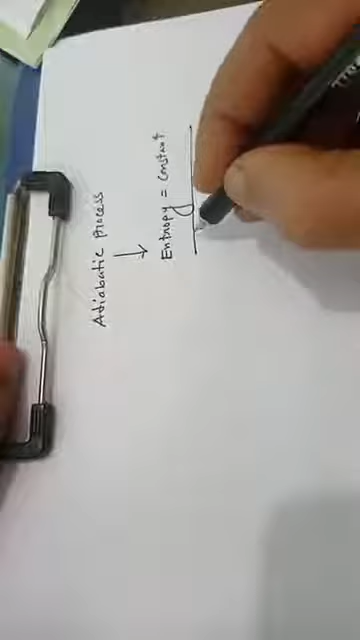 Adiabatic Process
↓
Entropy = constant